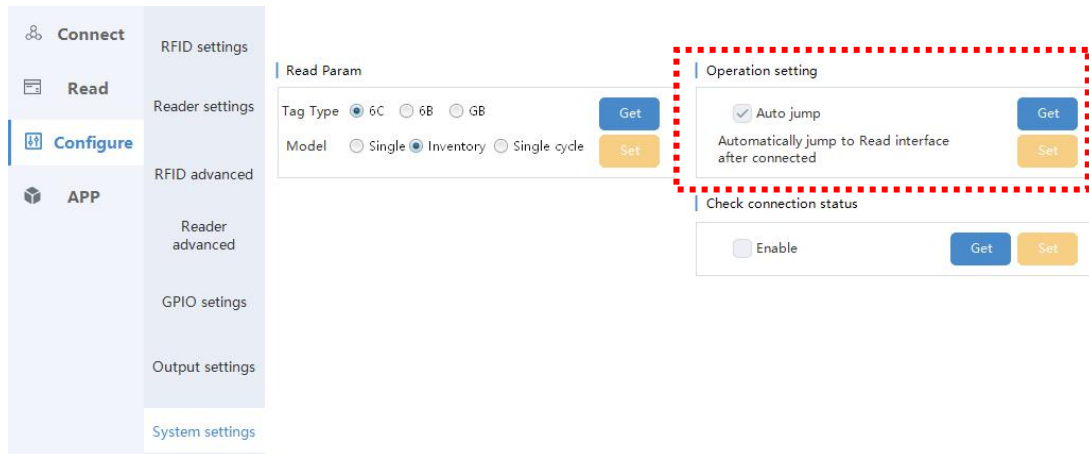 Connect
Read
Configure
APP
RFID settings
Reader settings
RFID advanced
Reader
advanced
GPIO setings
Output settings
System settings
Read Param
Tag Type 6C 6B GB
Get
Model Single Inventory Single cycle
Set
Operation setting
Auto jump
Get
Automatically jump to Read interface
after connected
Set
Check connection status
Enable
Get
Set